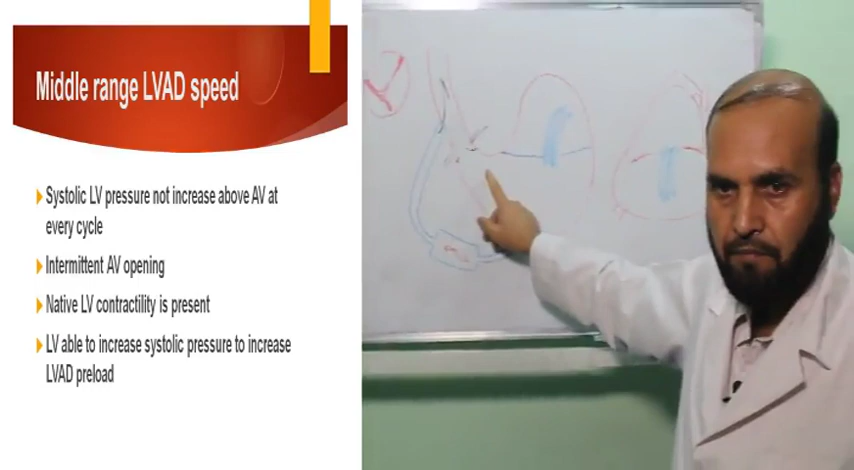 Middle range LVAD speed
Systolic LV pressure not increase above AV at
every cycle
Intermittent AV opening
Native LV contractility is present
LV able to increase systolic pressure to increase
LVAD preload